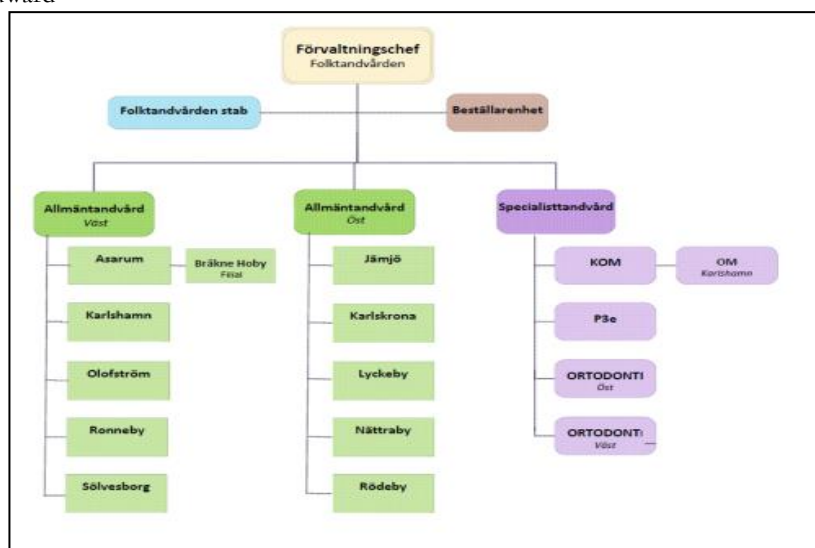 Förvaltningschef
Folktandvården
Folktandvården stab
Beställarenhet
Allmäntandvård
Väst
Asarum
Bräkne Hoby
Filial
Karlshamn
Olofström
Ronneby
Sölvesborg
Allmäntandvård
Öst
Jämjö
Karlskrona
Lyckeby
Nättraby
Rödeby
Specialisttandvård
KOM
OM
Karlshamn
P3e
ORTODONTI
Öst
ORTODONTI
Väst